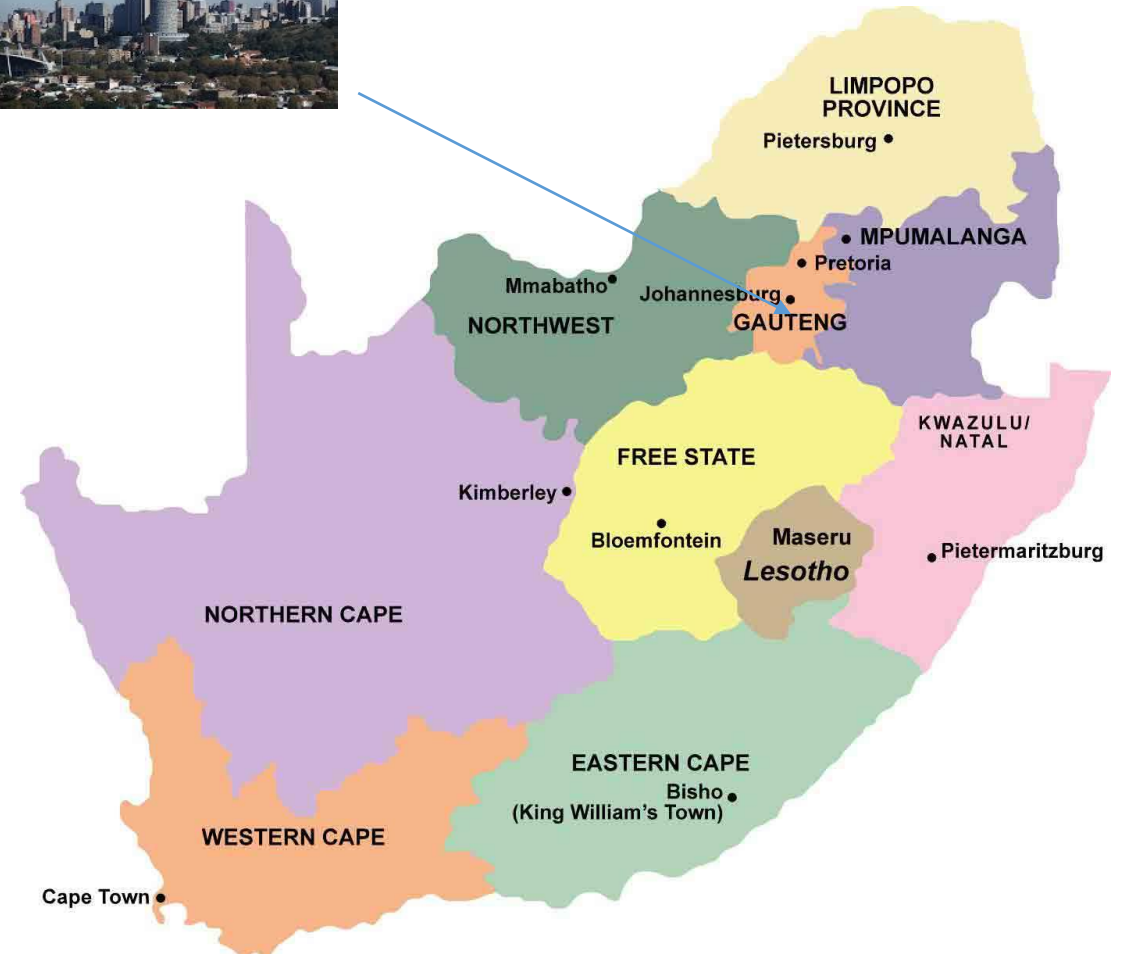 LIMPOPO
PROVINCE
Pietersburg
MPUMALANGA
Pretoria
Mmabatho
Johannesburg
NORTHWEST
GAUTENG
KWAZULU/
NATAL
FREE STATE
Kimberley
Bloemfontein
Maseru
Lesotho
Pietermaritzburg
NORTHERN CAPE
EASTERN CAPE
Bisho
(King William's Town)
WESTERN CAPE
Cape Town